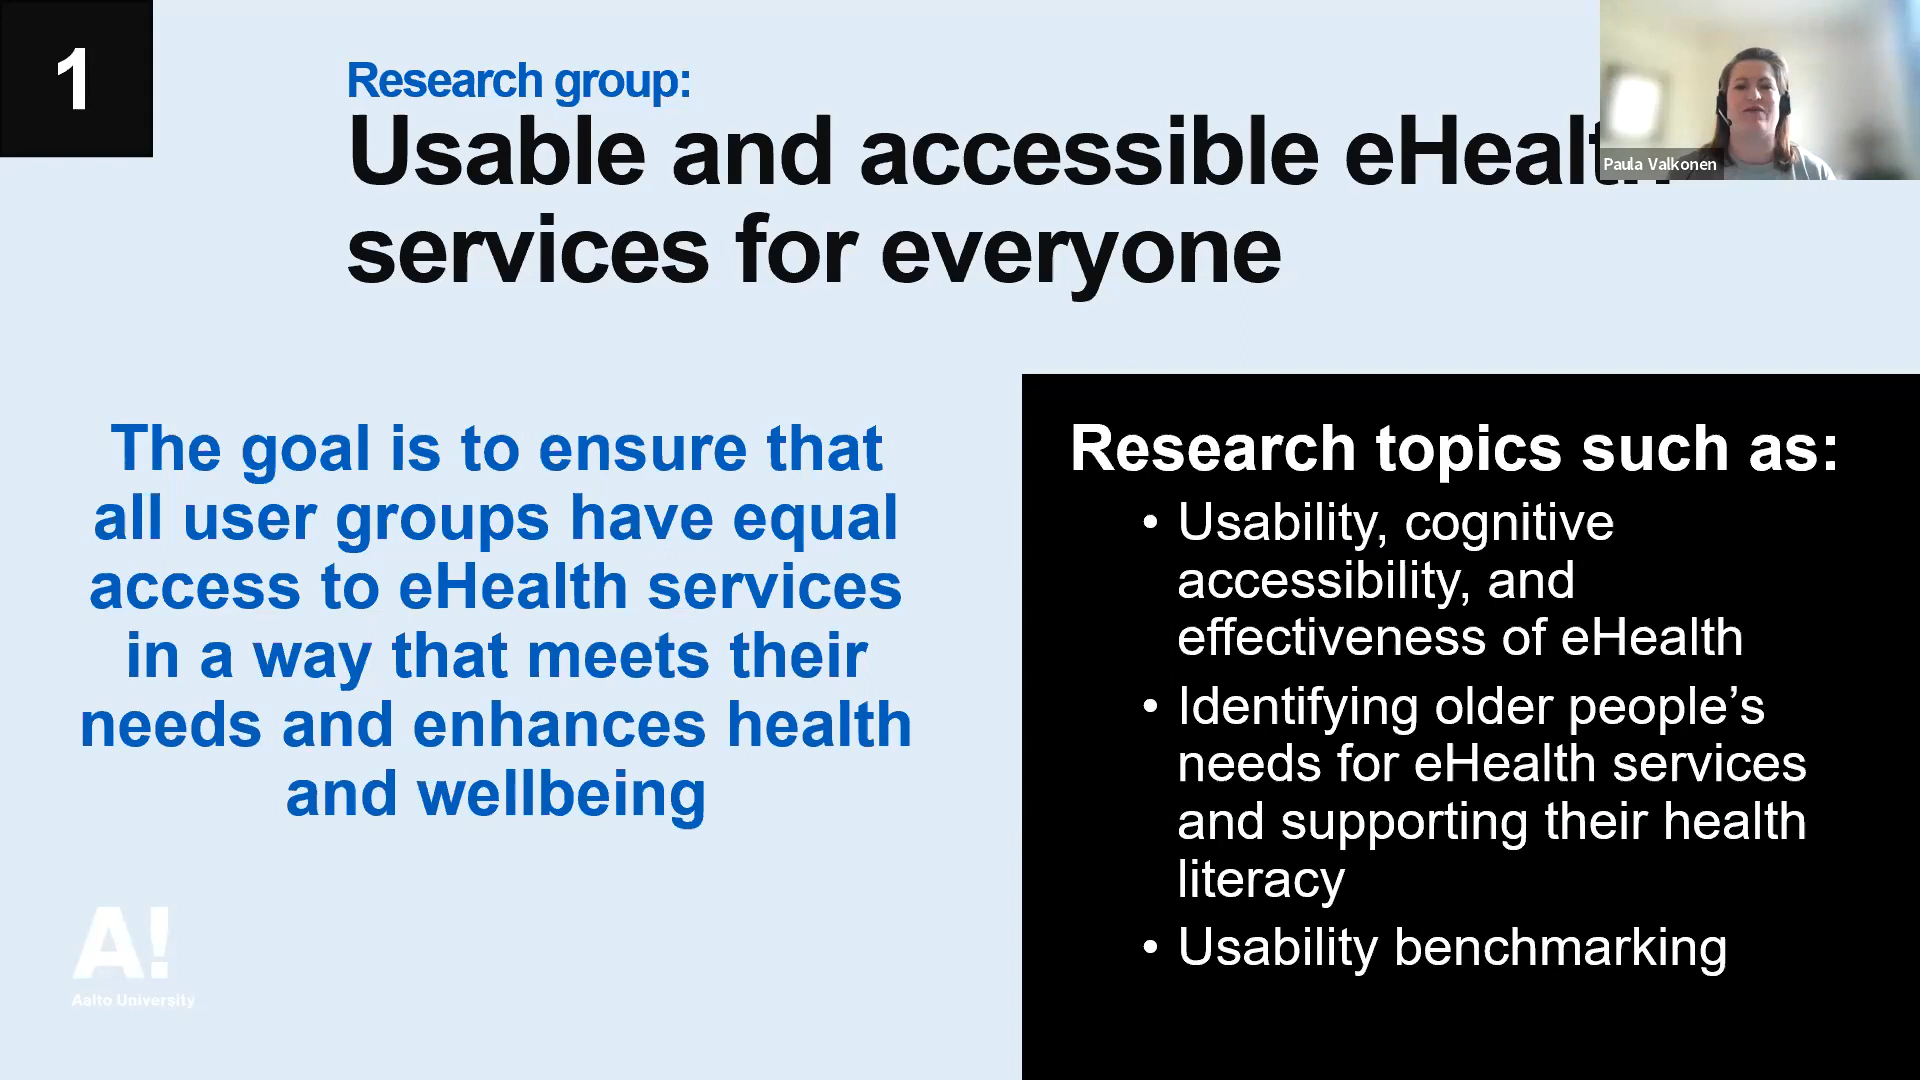 1
Research group:
Usable and accessible eHealth
services for everyone
Paula Valkonen
The goal is to ensure that
all user groups have equal
access to eHealth services
in a way that meets their
needs and enhances health
and wellbeing
Research topics such as:
• Usability, cognitive
accessibility, and
effectiveness of eHealth
• Identifying older people’s
needs for eHealth services
and supporting their health
literacy
• Usability benchmarking
A!
Aalto University